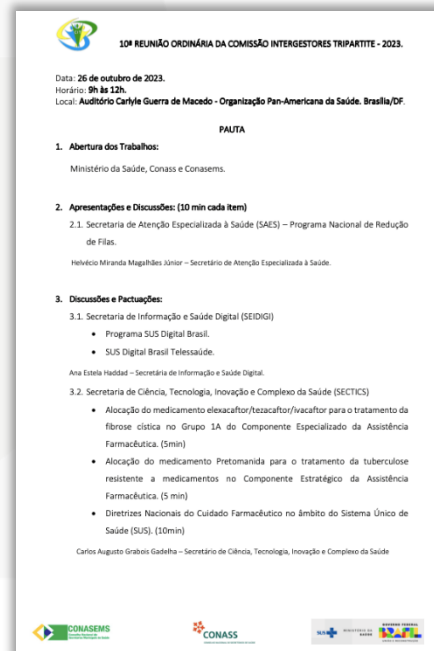 10ª REUNIÃO ORDINÁRIA DA COMISSÃO INTERGESTORES TRIPARTITE - 2023.
Data: 26 de outubro de 2023.
Horário: 9h às 12h.
Local: Auditório Carlyle Guerra de Macedo - Organização Pan-Americana da Saúde. Brasília/DF.
PAUTA
1. Abertura dos Trabalhos:
Ministério da Saúde, Conass e Conasems.
2. Apresentações e Discussões: (10 min cada item)
2.1. Secretaria de Atenção Especializada à Saúde (SAES) – Programa Nacional de Redução
de Filas.
Helvécio Miranda Magalhães Júnior – Secretário de Atenção Especializada à Saúde.
3. Discussões e Pactuações:
3.1. Secretaria de Informação e Saúde Digital (SEIDIGI)
• Programa SUS Digital Brasil.
• SUS Digital Brasil Telessaúde.
Ana Estela Haddad – Secretária de Informação e Saúde Digital.
3.2. Secretaria de Ciência, Tecnologia, Inovação e Complexo da Saúde (SECTICS)
• Alocação do medicamento elexacaftor/tezacaftor/ivacaftor para o tratamento da
fibrose cística no Grupo 1A do Componente Especializado da Assistência
Farmacêutica. (5min)
• Alocação do medicamento Pretomanida para o tratamento da tuberculose
resistente a medicamentos no Componente Estratégico da Assistência
Farmacêutica. (5 min)
• Diretrizes Nacionais do Cuidado Farmacêutico no âmbito do Sistema Único de
Saúde (SUS). (10min)
Carlos Augusto Grabois Gadelha – Secretário de Ciência, Tecnologia, Inovação e Complexo da Saúde
CONASEMS
CONASS
SUS
MINISTÉRIO DA
SAÚDE
GOVERNO FEDERAL
BRASIL